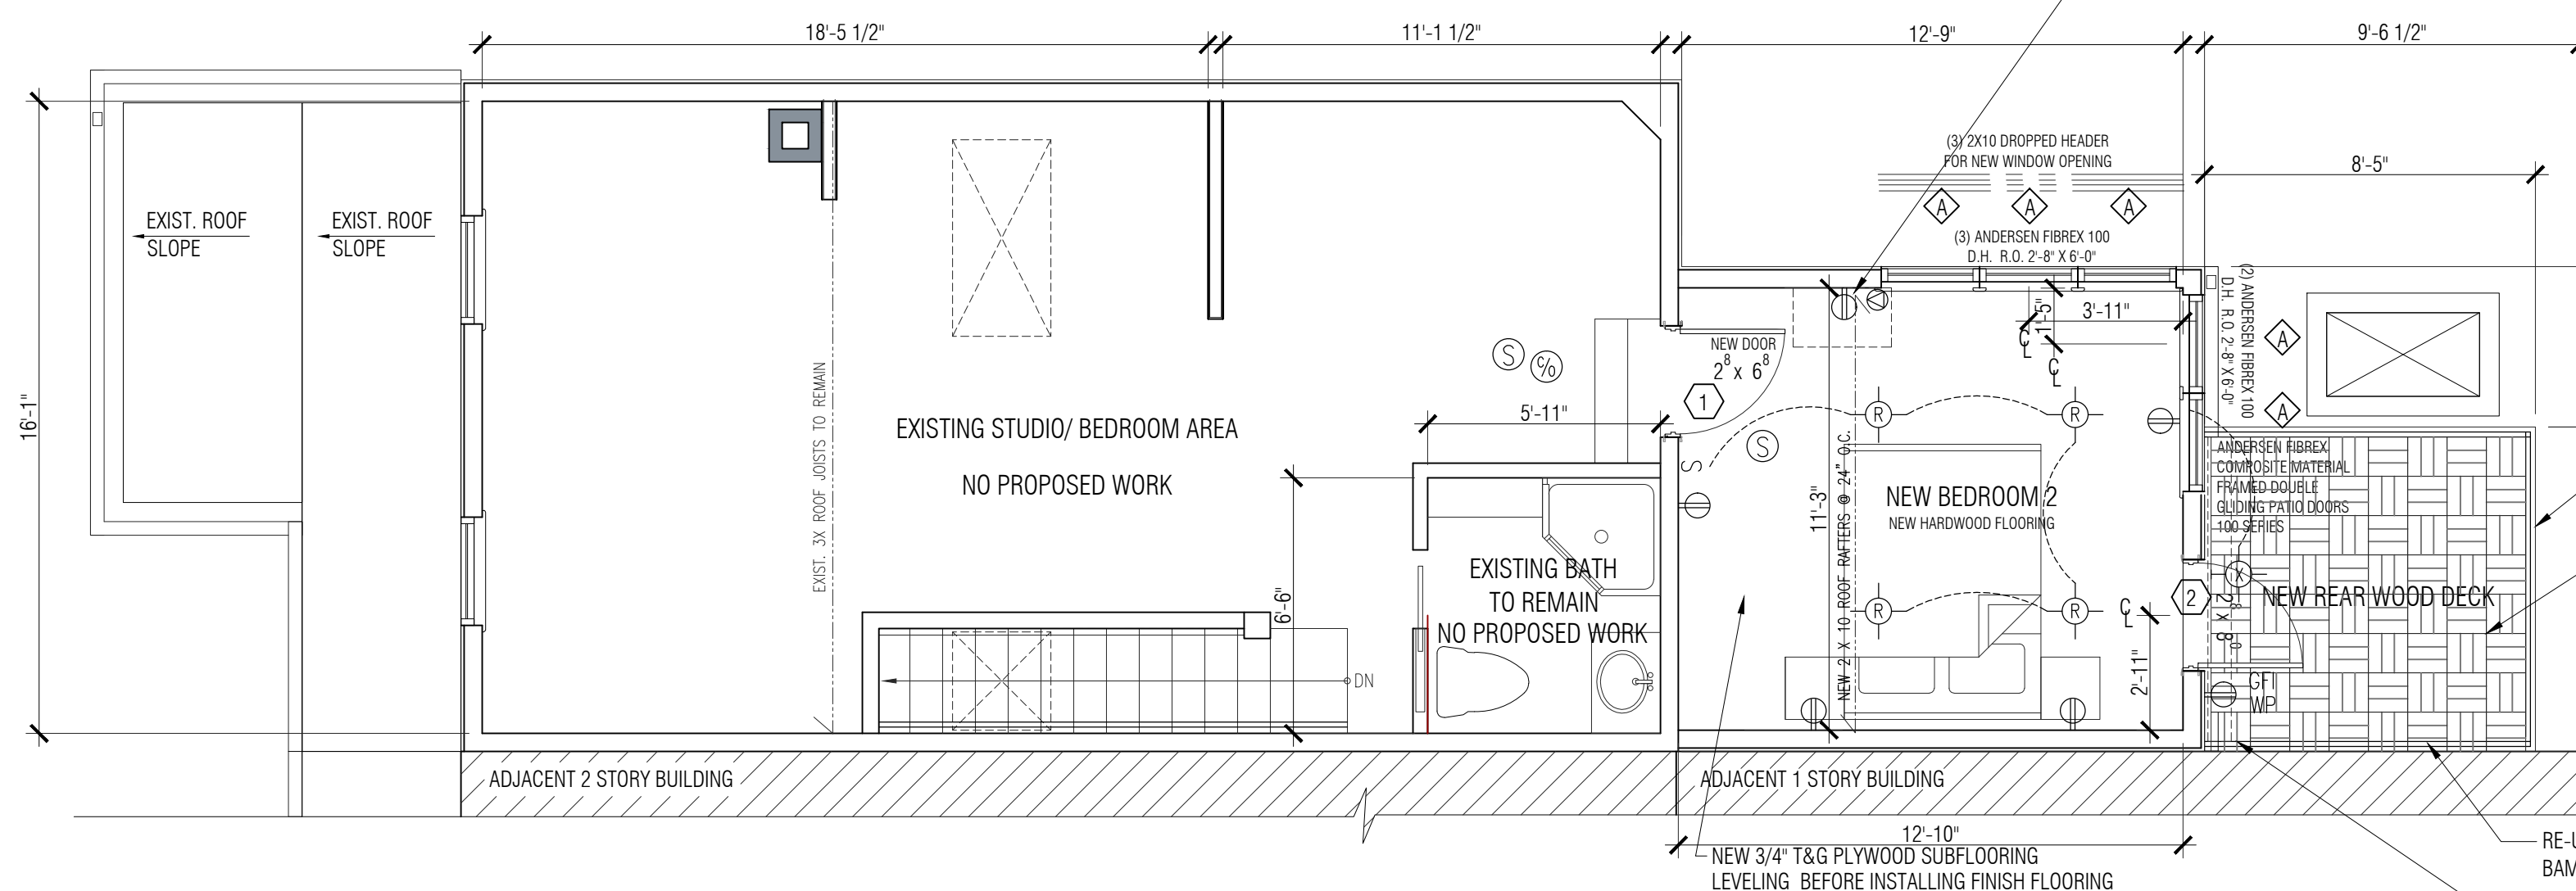 18'-5 1/2"
11'-1 1/2"
12'-9"
9'-6 1/2"
16'-1"
EXIST. ROOF
SLOPE
EXIST. ROOF
SLOPE
EXIST. 3X ROOF JOISTS TO REMAIN
EXISTING STUDIO/ BEDROOM AREA
NO PROPOSED WORK
S
5'-11"
6'-6"
EXISTING BATH
TO REMAIN
NO PROPOSED WORK
DN
(3) 2X10 DROPPED HEADER
FOR NEW WINDOW OPENING
A
A
A
(3) ANDERSEN FIBREX 100
D.H. R.O. 2'-8" X 6'-0"
8'-5"
NEW DOOR
2⁸ x 6⁸
1
S
S
1'-5"
3'-11"
CL
CL
R
R
R
R
11'-3"
NEW 2 X 10 ROOF RAFTERS @ 24" O.C.
NEW BEDROOM 2
NEW HARDWOOD FLOORING
CL
2'-11"
(2) ANDERSEN FIBREX 100
D.H. R.O. 2'-8" X 6'-0"
A
A
ANDERSEN FIBREX
COMPOSITE MATERIAL
FRAMED DOUBLE
GLIDING PATIO DOORS
100 SERIES
X
2
NEW REAR WOOD DECK
GFI
WP
ADJACENT 2 STORY BUILDING
ADJACENT 1 STORY BUILDING
12'-10"
NEW 3/4" T&G PLYWOOD SUBFLOORING
LEVELING BEFORE INSTALLING FINISH FLOORING
RE-U
BAM